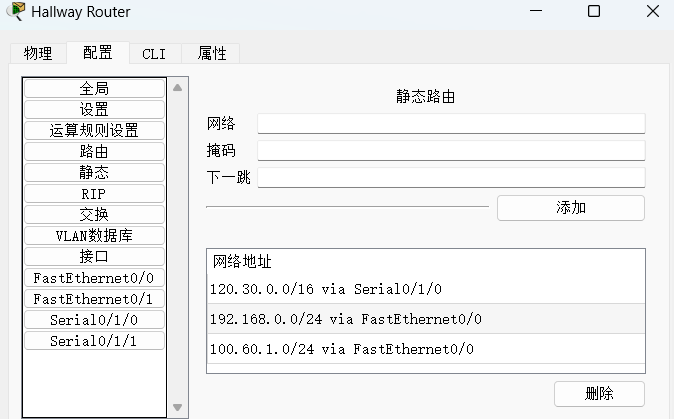 Hallway Router
物理 配置 CLI 属性
全局
设置
运算规则设置
路由
静态
RIP
交换
VLAN数据库
接口
FastEthernet0/0
FastEthernet0/1
Serial0/1/0
Serial0/1/1
静态路由
网络
掩码
下一跳
添加
网络地址
120.30.0.0/16 via Serial0/1/0
192.168.0.0/24 via FastEthernet0/0
100.60.1.0/24 via FastEthernet0/0
删除